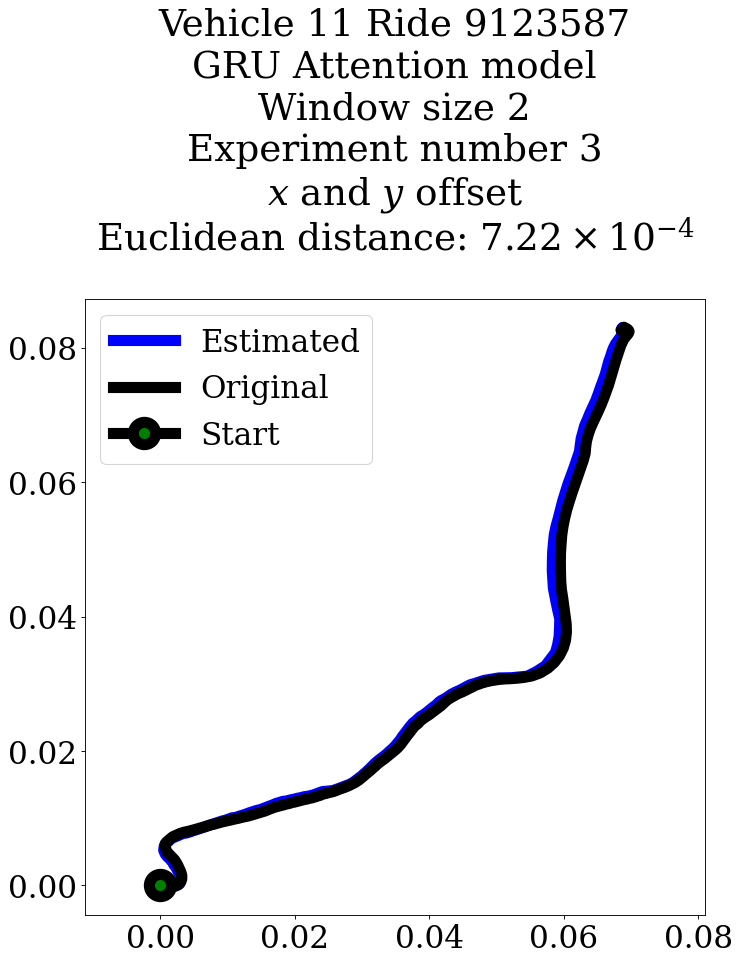 Vehicle 11 Ride 9123587
GRU Attention model
Window size 2
Experiment number 3
x and y offset
Euclidean distance: 7.22 × 10⁻⁴
Estimated
Original
Start
0.08
0.06
0.04
0.02
0.00
0.00 0.02 0.04 0.06 0.08